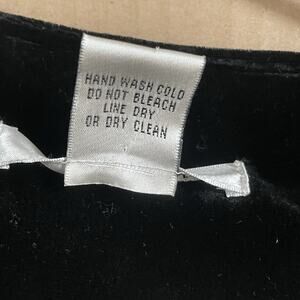 HAND WASH COLD
DO NOT BLEACH
LINE DRY
OR DRY CLEAN